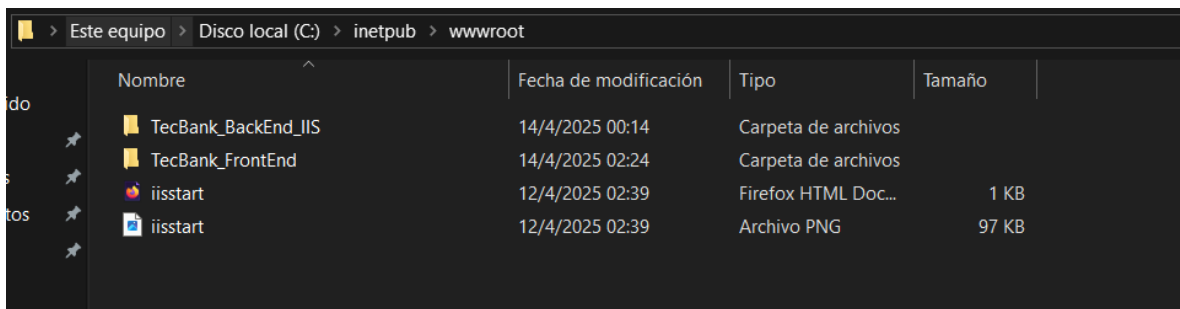 Este equipo > Disco local (C:) > inetpub > wwwroot
Nombre Fecha de modificación Tipo Tamaño
ido
TecBank_BackEnd_IIS 14/4/2025 00:14 Carpeta de archivos
TecBank_FrontEnd 14/4/2025 02:24 Carpeta de archivos
s iisstart 12/4/2025 02:39 Firefox HTML Doc... 1 KB
tos iisstart 12/4/2025 02:39 Archivo PNG 97 KB